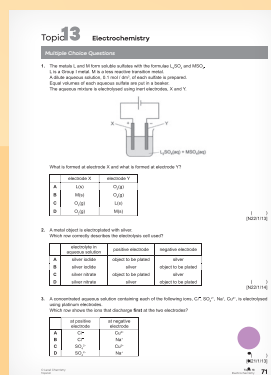 Topic 13 Electrochemistry
Multiple Choice Questions
1. The metals L and M form soluble sulfates with the formulae L₂SO₄ and MSO₄.
L is a Group I metal. M is a less reactive transition metal.
A dilute aqueous solution, 0.1 mol / dm³, of each sulfate is prepared.
Equal volumes of each aqueous sulfate are put in a beaker.
The aqueous mixture is electrolysed using inert electrodes, X and Y.
X
Y
L₂SO₄(aq) + MSO₄(aq)
What is formed at electrode X and what is formed at electrode Y?
electrode X electrode Y
A L(s) O₂(g)
B M(s) O₂(g)
C O₂(g) L(s)
D O₂(g) M(s)
( )
[N22/1/13]
2. A metal object is electroplated with silver.
Which row correctly describes the electrolysis cell used?
electrolyte in aqueous solution positive electrode negative electrode
A silver iodide object to be plated silver
B silver iodide silver object to be plated
C silver nitrate object to be plated silver
D silver nitrate silver object to be plated
( )
[N22/1/14]
3. A concentrated aqueous solution containing each of the following ions, Cl⁻, SO₄²⁻, Na⁺, Cu²⁺, is electrolysed
using platinum electrodes.
Which row shows the ions that discharge first at the two electrodes?
at positive electrode at negative electrode
A Cl⁻ Cu²⁺
B Cl⁻ Na⁺
C SO₄²⁻ Cu²⁺
D SO₄²⁻ Na⁺
( )
71